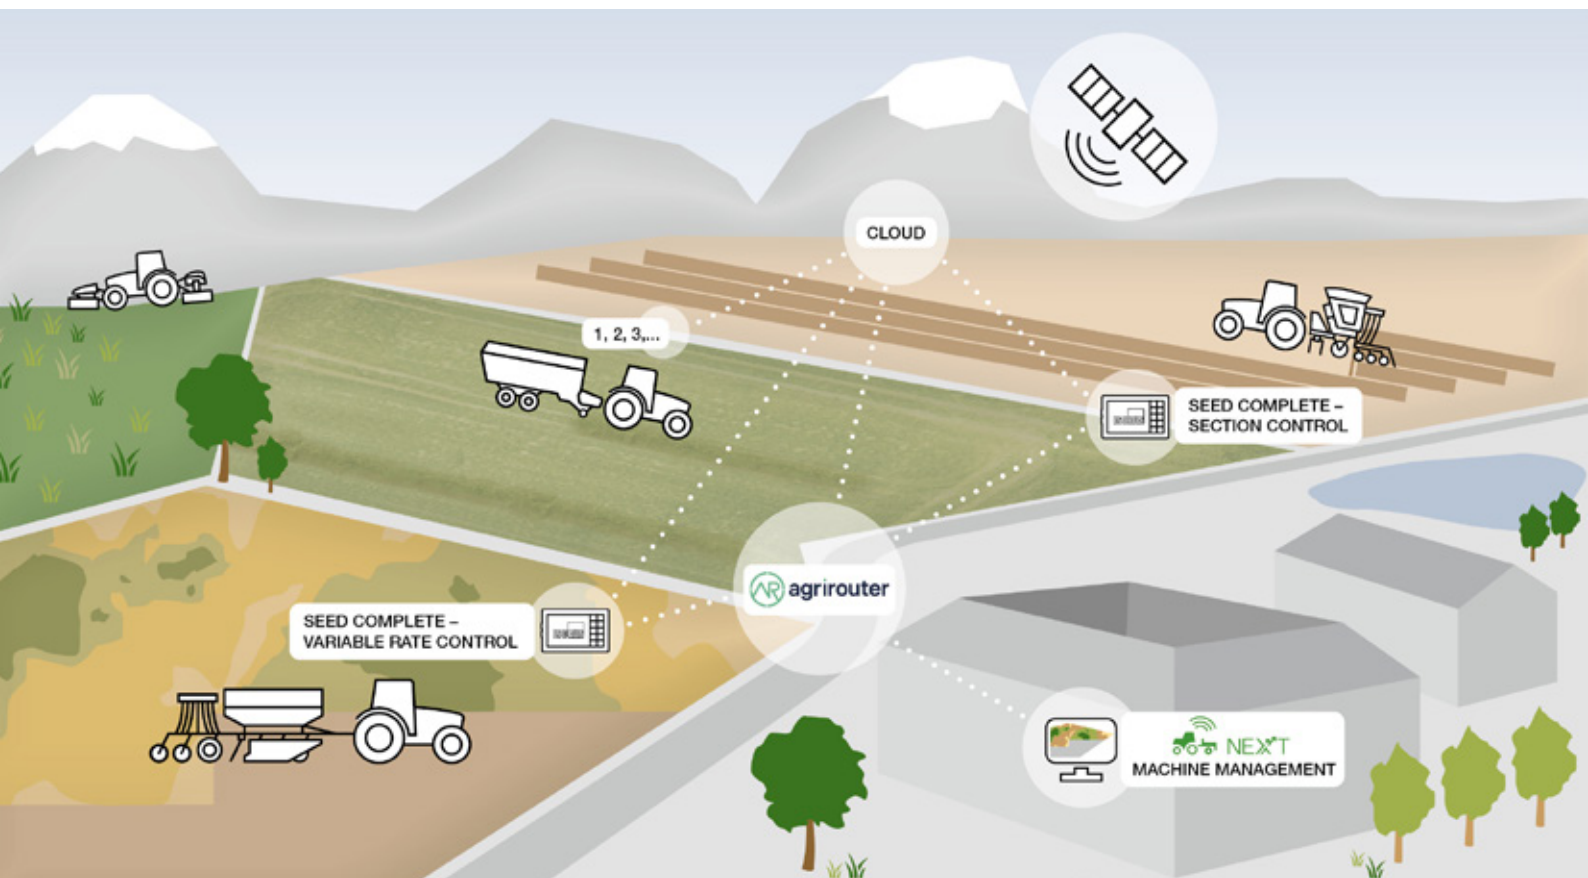 CLOUD
1, 2, 3,...
SEED COMPLETE –
SECTION CONTROL
agrirouter
SEED COMPLETE –
VARIABLE RATE CONTROL
NEXT
MACHINE MANAGEMENT